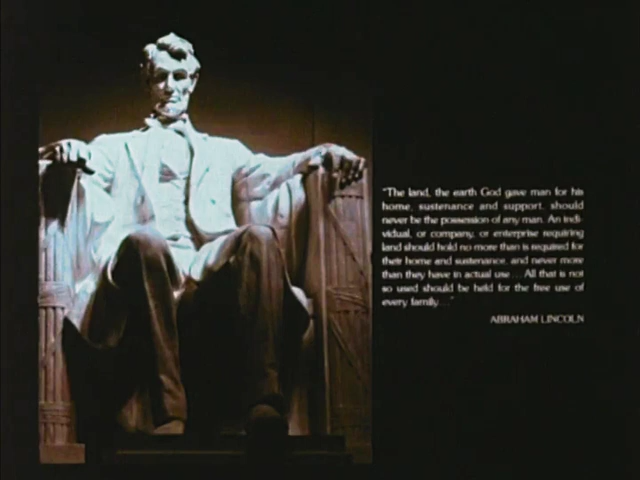 "The land, the earth God gave man for his
home, sustenance and support, should
never be the possession of any man. An indi-
vidual, or company, or enterprise requiring
land should hold no more than is required for
their home and sustenance, and never more
than they have in actual use... All that is not
so used should be held for the free use of
every family..."
ABRAHAM LINCOLN